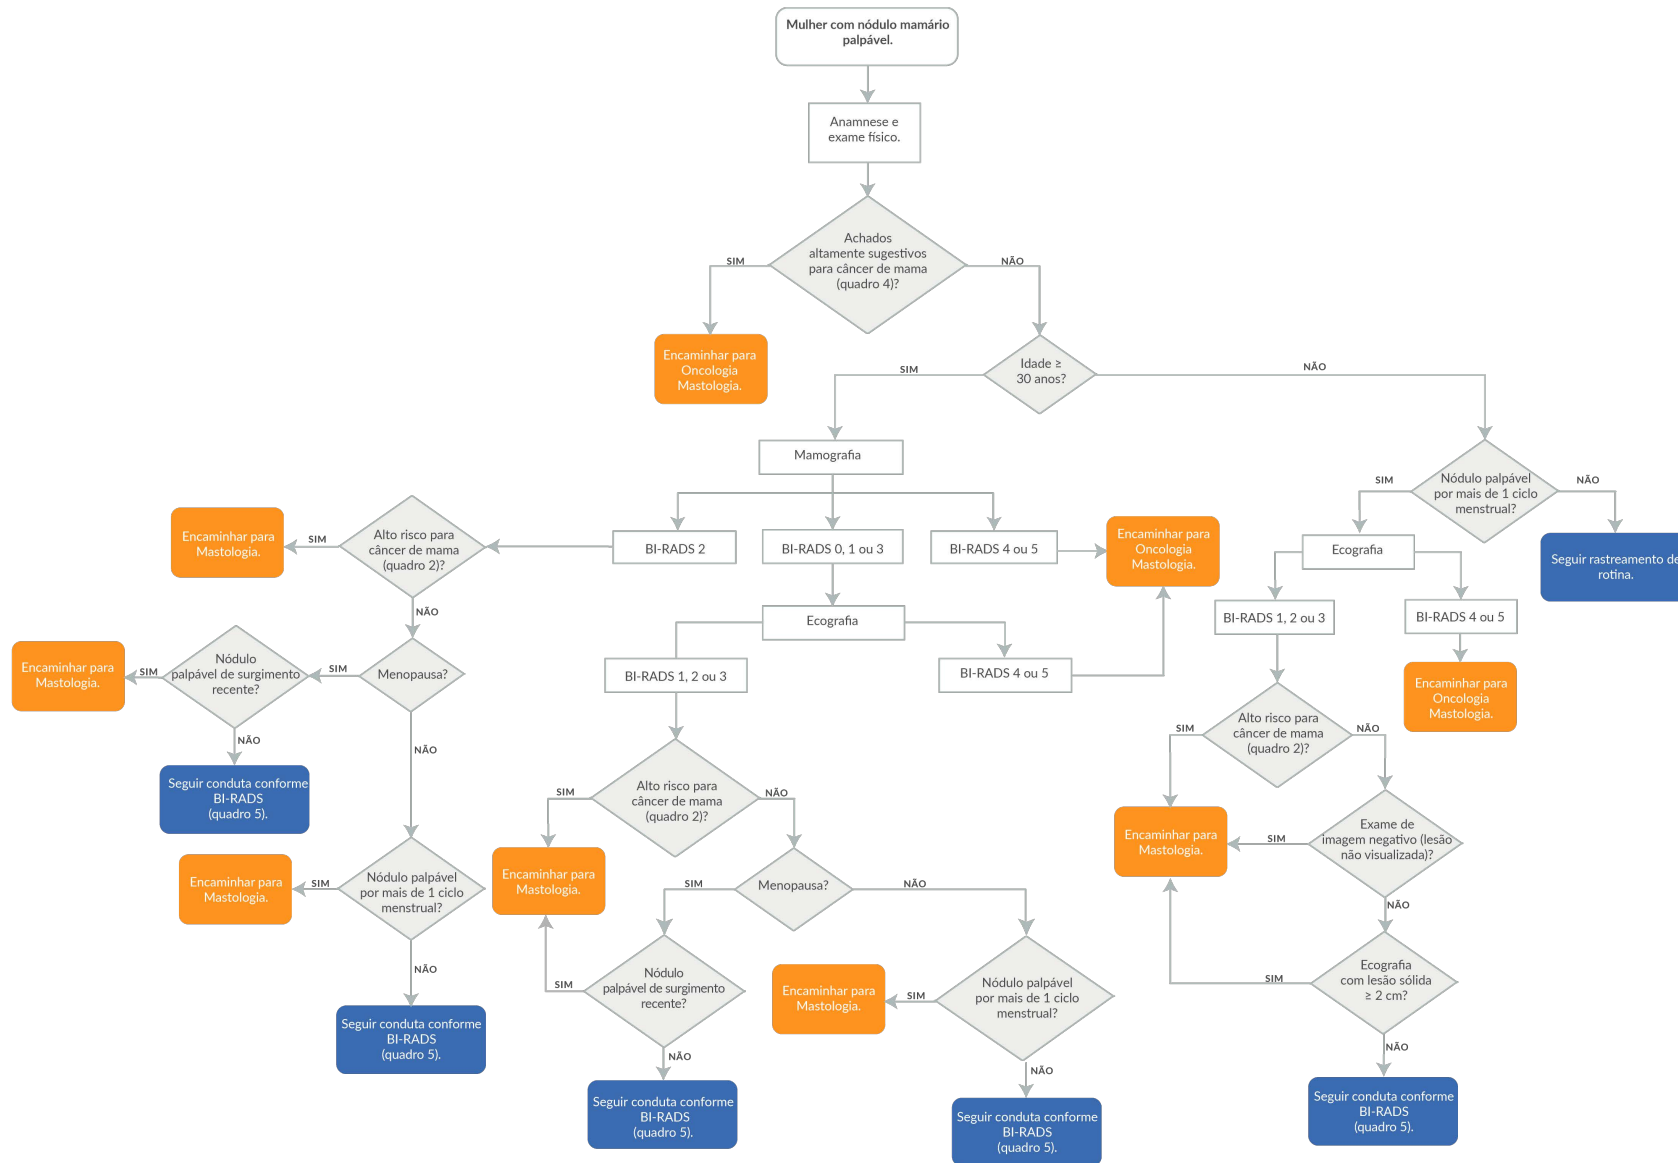 Mulher com nódulo mamário
palpável.
Anamnese e
exame físico.
Achados
altamente sugestivos
para câncer de mama
(quadro 4)?
SIM
NÃO
Encaminhar para
Oncologia
Mastologia.
Idade ≥
30 anos?
SIM
NÃO
Mamografia
Nódulo palpável
por mais de 1 ciclo
menstrual?
SIM
NÃO
Alto risco para
câncer de mama
(quadro 2)?
SIM
Encaminhar para
Mastologia.
BI-RADS 2
BI-RADS 0, 1 ou 3
BI-RADS 4 ou 5
Encaminhar para
Oncologia
Mastologia.
Ecografia
Seguir rastreamento de
rotina.
NÃO
Ecografia
BI-RADS 1, 2 ou 3
BI-RADS 4 ou 5
Encaminhar para
Mastologia.
SIM
Nódulo
palpável de surgimento
recente?
SIM
Menopausa?
BI-RADS 1, 2 ou 3
BI-RADS 4 ou 5
Encaminhar para
Oncologia
Mastologia.
NÃO
NÃO
Alto risco para
câncer de mama
(quadro 2)?
SIM
NÃO
Seguir conduta conforme
BI-RADS
(quadro 5).
Alto risco para
câncer de mama
(quadro 2)?
SIM
NÃO
Encaminhar para
Mastologia.
SIM
Exame de
imagem negativo (lesão
não visualizada)?
Encaminhar para
Mastologia.
SIM
Nódulo palpável
por mais de 1 ciclo
menstrual?
Encaminhar para
Mastologia.
SIM
Menopausa?
NÃO
NÃO
NÃO
Nódulo
palpável de surgimento
recente?
SIM
Encaminhar para
Mastologia.
SIM
Nódulo palpável
por mais de 1 ciclo
menstrual?
SIM
Ecografia
com lesão sólida
≥ 2 cm?
Seguir conduta conforme
BI-RADS
(quadro 5).
NÃO
NÃO
NÃO
Seguir conduta conforme
BI-RADS
(quadro 5).
Seguir conduta conforme
BI-RADS
(quadro 5).
Seguir conduta conforme
BI-RADS
(quadro 5).